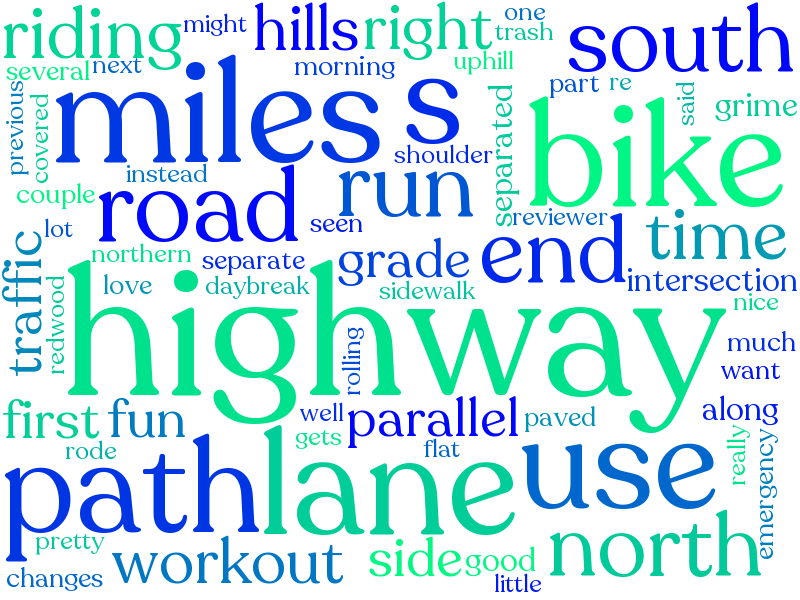 riding
might
hills
right
one
trash
south
several
next
morning
uphill
part
re
said
grime
previous
covered
miles
s
separated
bike
shoulder
couple
instead
road
run
reviewer
time
lot
seen
end
traffic
northern
separate
grade
intersection
redwood
love
daybreak
sidewalk
nice
highway
rolling
much
want
first
fun
well
parallel
paved
along
rode
gets
flat
really
emergency
path
lane
use
pretty
workout
side
good
north
changes
little